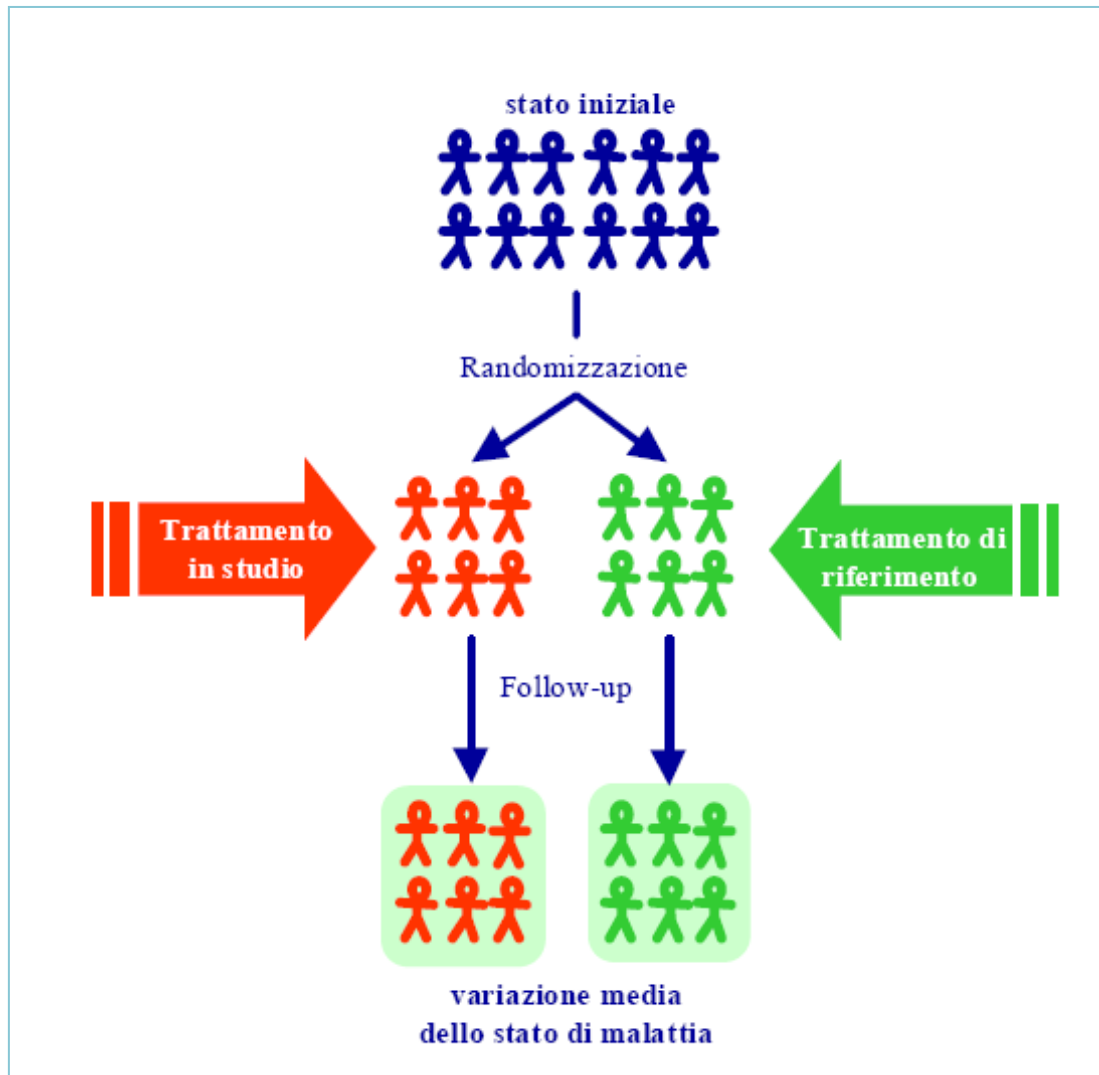 stato iniziale
Randomizzazione
Trattamento
in studio
Trattamento di
riferimento
Follow-up
variazione media
dello stato di malattia